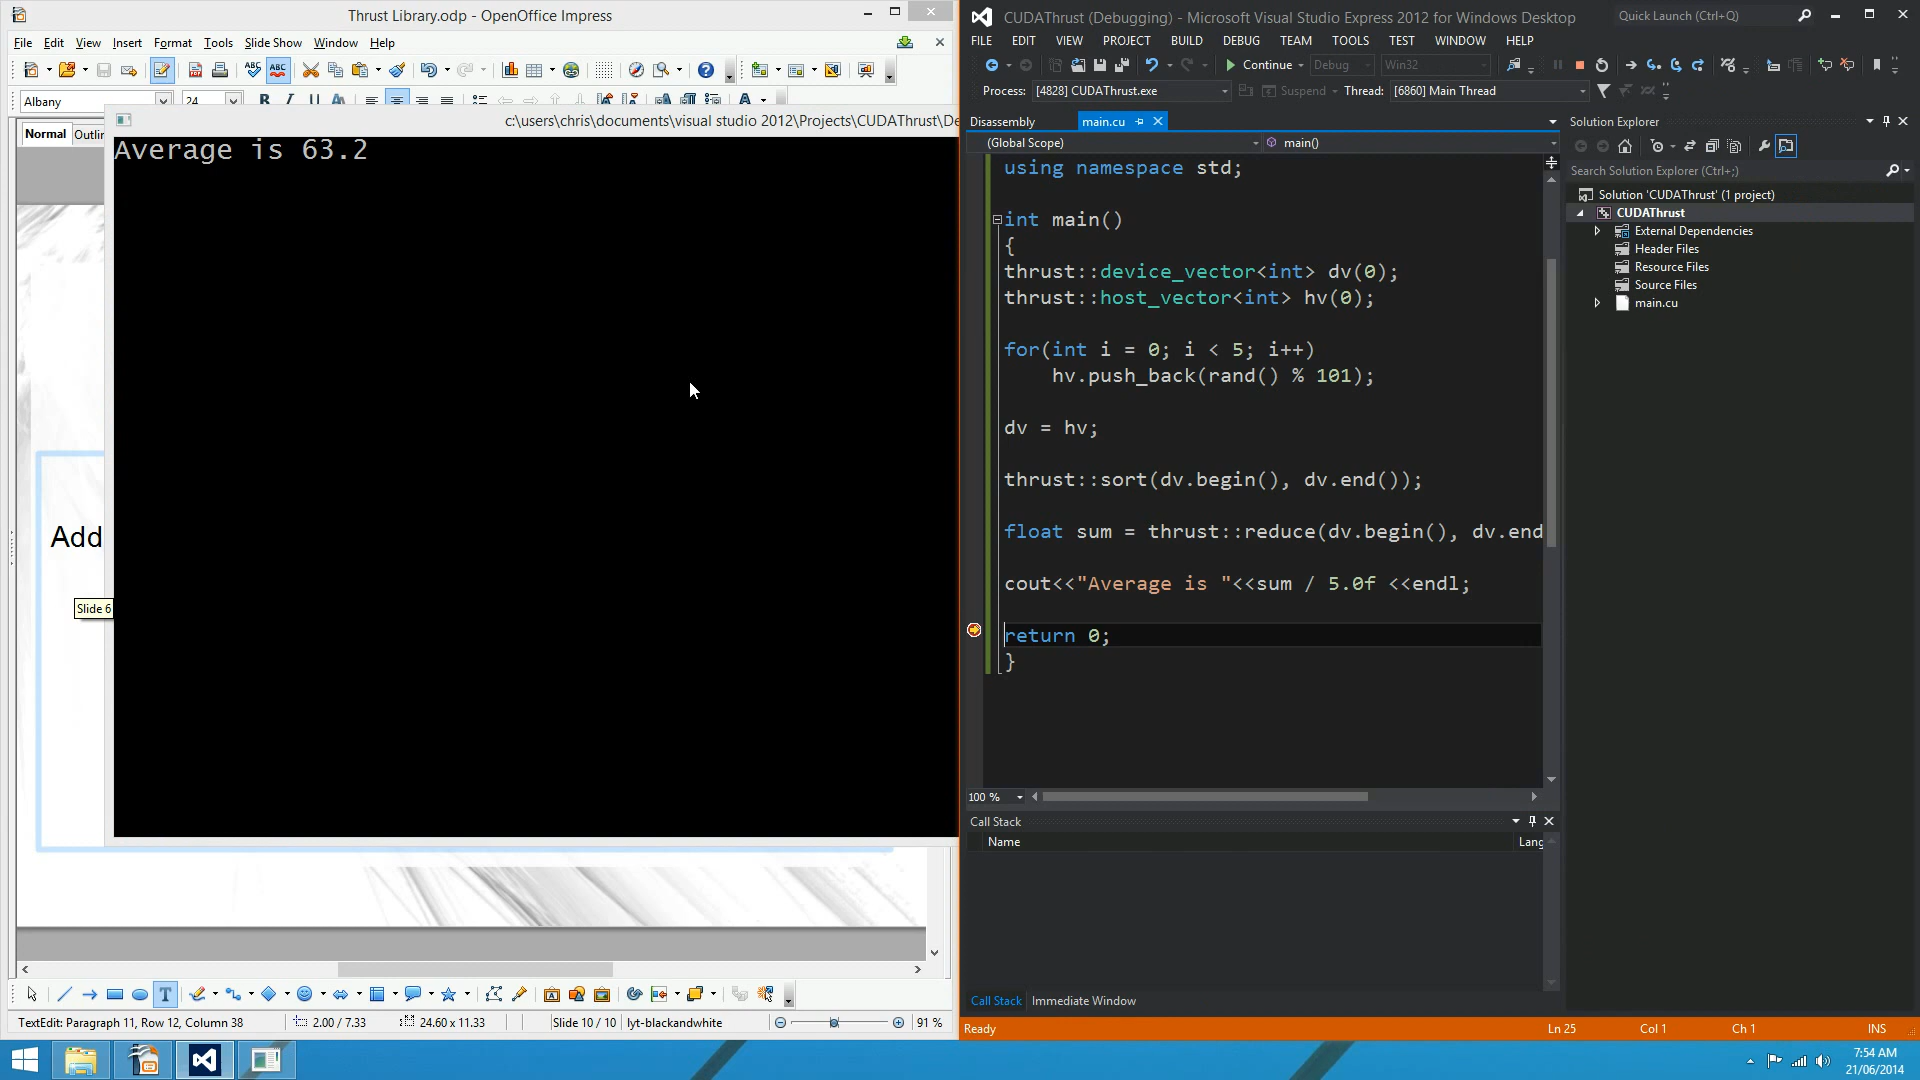 Thrust Library.odp - OpenOffice Impress
File Edit View Insert Format Tools Slide Show Window Help
Albany 24
Normal Outlin
c:\users\chris\documents\visual studio 2012\Projects\CUDAThrust\De
Average is 63.2
Add
Slide 6
TextEdit: Paragraph 11, Row 12, Column 38 2.00 / 7.33 24.60 x 11.33 Slide 10 / 10 lyt-blackandwhite 91 %
CUDAThrust (Debugging) - Microsoft Visual Studio Express 2012 for Windows Desktop
Quick Launch (Ctrl+Q)
FILE EDIT VIEW PROJECT BUILD DEBUG TEAM TOOLS TEST WINDOW HELP
Continue Debug Win32
Process: [4828] CUDAThrust.exe Suspend Thread: [6860] Main Thread
Disassembly main.cu
(Global Scope) main()
using namespace std;
int main()
{
thrust::device_vector<int> dv(0);
thrust::host_vector<int> hv(0);
for(int i = 0; i < 5; i++)
hv.push_back(rand() % 101);
dv = hv;
thrust::sort(dv.begin(), dv.end());
float sum = thrust::reduce(dv.begin(), dv.end
cout<<"Average is "<<sum / 5.0f <<endl;
return 0;
}
100 %
Call Stack
Name Lang
Call Stack Immediate Window
Solution Explorer
Search Solution Explorer (Ctrl+;)
Solution 'CUDAThrust' (1 project)
CUDAThrust
External Dependencies
Header Files
Resource Files
Source Files
main.cu
Ready Ln 25 Col 1 Ch 1 INS
7:54 AM
21/06/2014